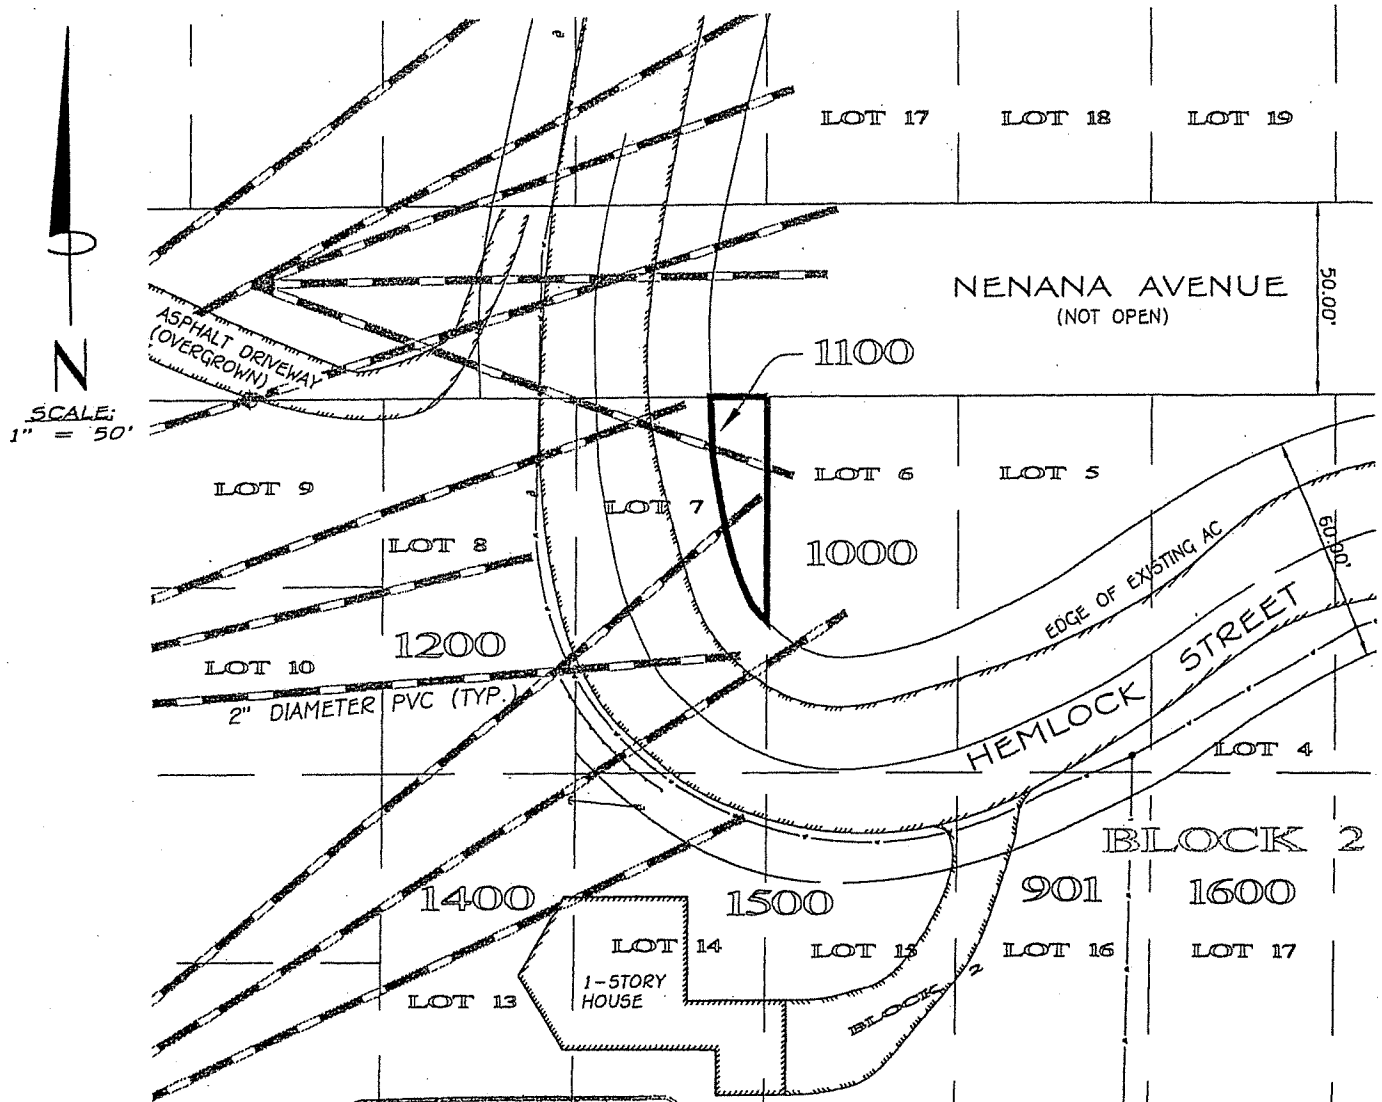 LOT 17
LOT 18
LOT 19
NENANA AVENUE
(NOT OPEN)
50.00'
ASPHALT DRIVEWAY
(OVERGROWN)
1100
N
SCALE:
1" = 50'
LOT 9
LOT 6
LOT 5
LOT 7
LOT 8
1000
60.00'
EDGE OF EXISTING AC
1200
LOT 10
2" DIAMETER PVC (TYP.)
HEMLOCK STREET
LOT 4
BLOCK 2
1400
1500
901
1600
LOT 14
LOT 15
LOT 16
LOT 17
1-STORY
HOUSE
LOT 13
BLOCK 2